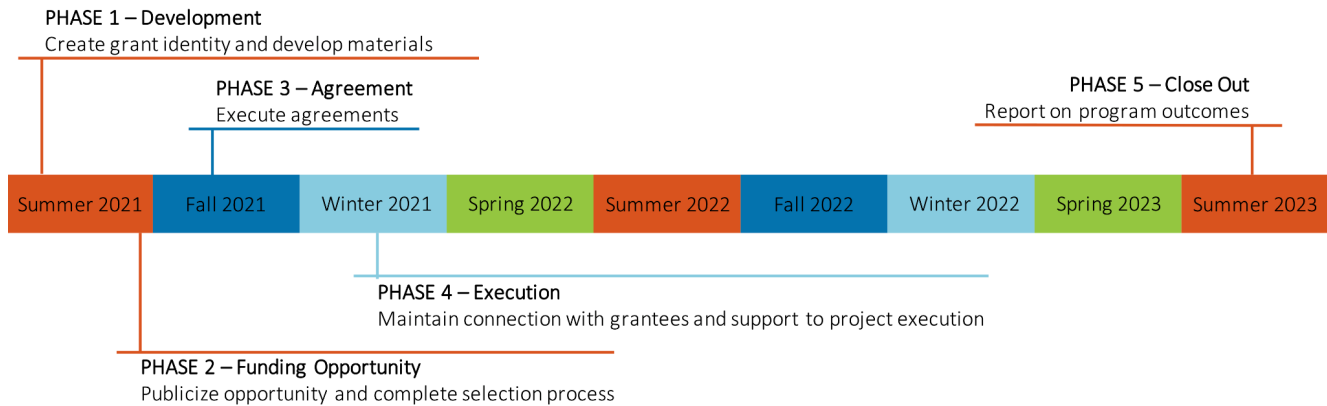 PHASE 1 – Development
Create grant identity and develop materials
PHASE 3 – Agreement
Execute agreements
PHASE 5 – Close Out
Report on program outcomes
Summer 2021
Fall 2021
Winter 2021
Spring 2022
Summer 2022
Fall 2022
Winter 2022
Spring 2023
Summer 2023
PHASE 4 – Execution
Maintain connection with grantees and support to project execution
PHASE 2 – Funding Opportunity
Publicize opportunity and complete selection process